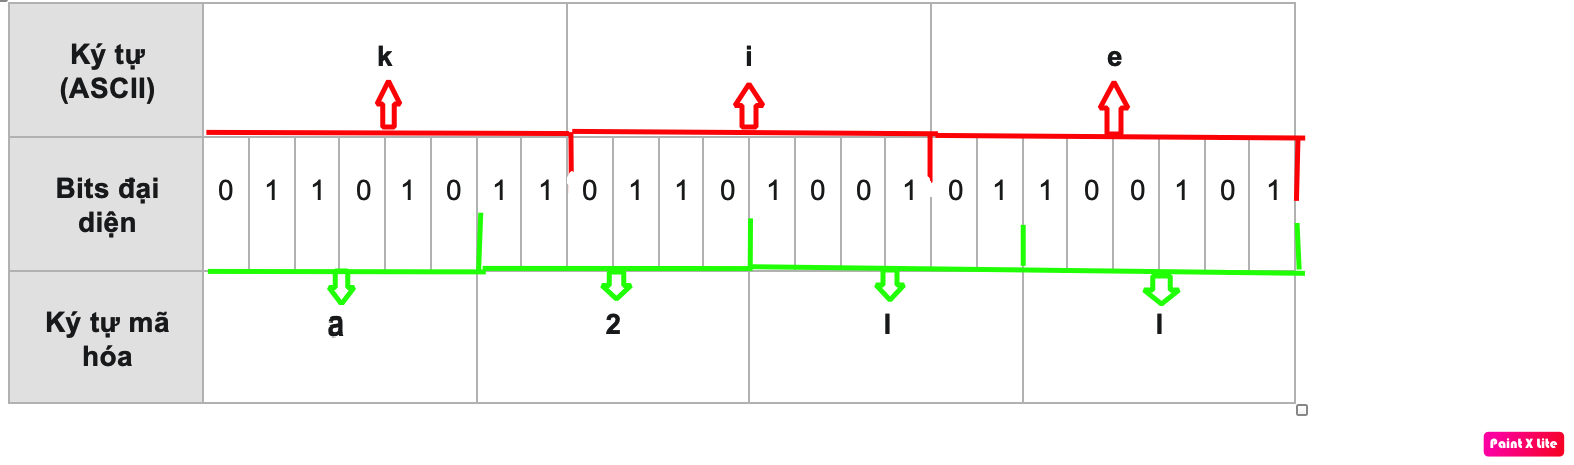 Ký tự
(ASCII)
k i e
Bits đại
diện
0 1 1 0 1 0 1 1 0 1 1 0 1 0 0 1 0 1 1 0 0 1 0 1
Ký tự mã
hóa
a 2 l l
Paint X Lite